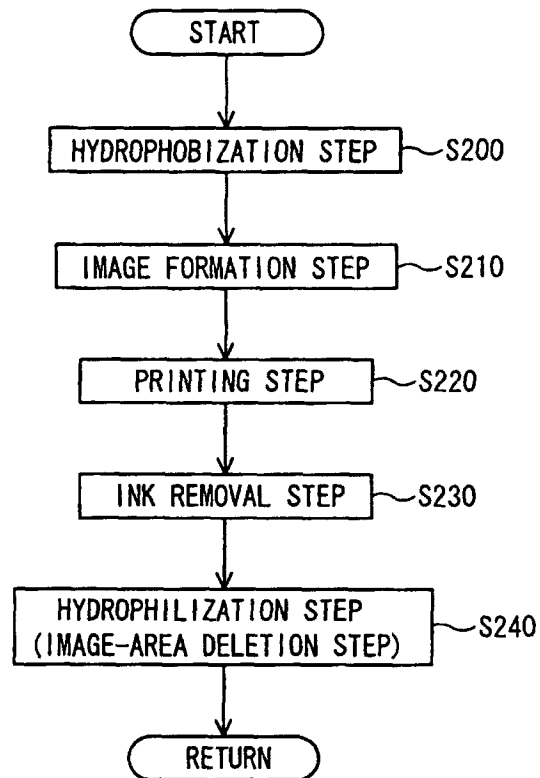 START
HYDROPHOBIZATION STEP
S200
IMAGE FORMATION STEP
S210
PRINTING STEP
S220
INK REMOVAL STEP
S230
HYDROPHILIZATION STEP
(IMAGE-AREA DELETION STEP)
S240
RETURN